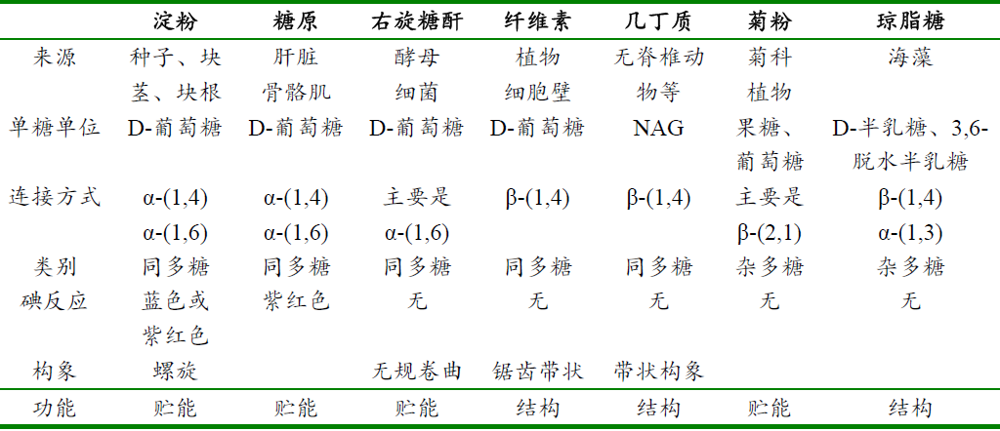 淀粉 糖原 右旋糖酐 纤维素 几丁质 菊粉 琼脂糖
来源 种子、块 肝脏 酵母 植物 无脊椎动 菊科 海藻
茎、块根 骨骼肌 细菌 细胞壁 物等 植物
单糖单位 D-葡萄糖 D-葡萄糖 D-葡萄糖 D-葡萄糖 NAG 果糖、 D-半乳糖、3,6-
葡萄糖 脱水半乳糖
连接方式 α-(1,4) α-(1,4) 主要是 β-(1,4) β-(1,4) 主要是 β-(1,4)
α-(1,6) α-(1,6) α-(1,6) β-(2,1) α-(1,3)
类别 同多糖 同多糖 同多糖 同多糖 同多糖 杂多糖 杂多糖
碘反应 蓝色或 紫红色 无 无 无 无 无
紫红色
构象 螺旋 无规卷曲 锯齿带状 带状构象
功能 贮能 贮能 贮能 结构 结构 贮能 结构